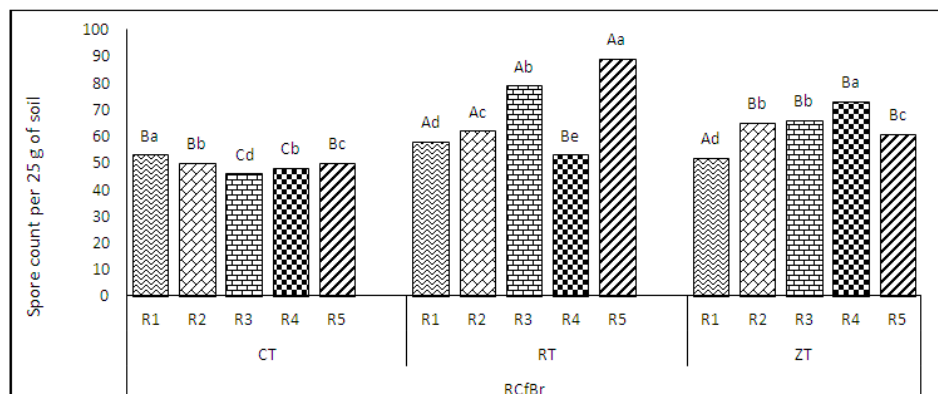 Spore count per 25 g of soil
100
90
80
70
60
50
40
30
20
10
0
Ba Bb Cd Cb Bc Ad Ac Ab Be Aa Ad Bb Bb Ba Bc
R1 R2 R3 R4 R5 R1 R2 R3 R4 R5 R1 R2 R3 R4 R5
CT RT ZT
RCfBr